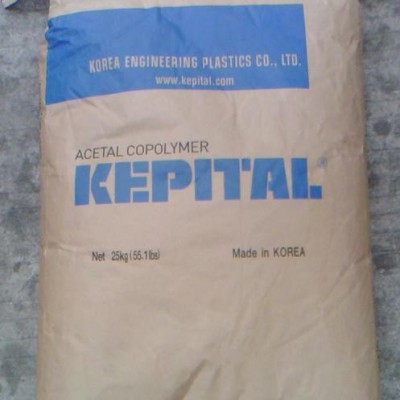 KOREA ENGINEERING PLASTICS CO., LTD.
www.kepital.com
ACETAL COPOLYMER
KEPITAL®
Net 25kg(55.1lbs) Made in KOREA